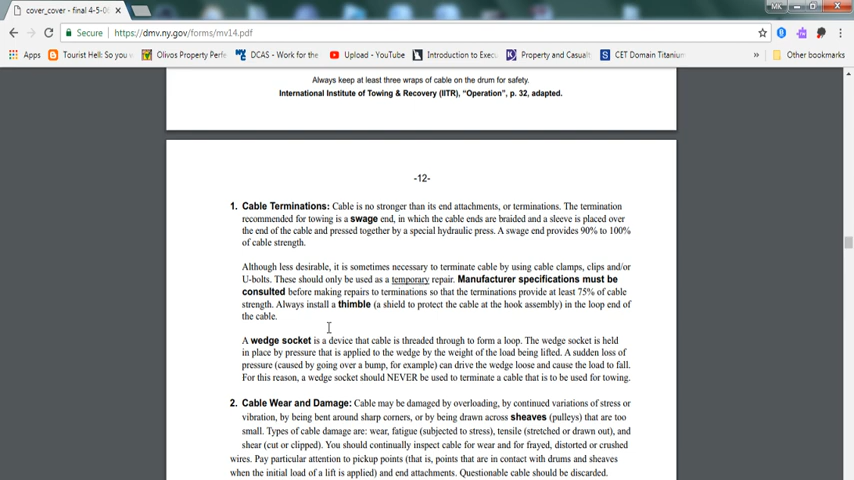 cover_cover - final 4-5-06
MK
Secure
https://dmv.ny.gov/forms/mv14.pdf
Apps
Tourist Hell: So you
Olivos Property Perfe
DCAS - Work for the
Upload - YouTube
Introduction to Execu
Property and Casualty
CET Domain Titanium
»
Other bookmarks
Always keep at least three wraps of cable on the drum for safety.
International Institute of Towing & Recovery (IITR), “Operation”, p. 32, adapted.
-12-
1. Cable Terminations: Cable is no stronger than its end attachments, or terminations. The termination
recommended for towing is a swage end, in which the cable ends are braided and a sleeve is placed over
the end of the cable and pressed together by a special hydraulic press. A swage end provides 90% to 100%
of cable strength.
Although less desirable, it is sometimes necessary to terminate cable by using cable clamps, clips and/or
U-bolts. These should only be used as a temporary repair. Manufacturer specifications must be
consulted before making repairs to terminations so that the terminations provide at least 75% of cable
strength. Always install a thimble (a shield to protect the cable at the hook assembly) in the loop end of
the cable.
A wedge socket is a device that cable is threaded through to form a loop. The wedge socket is held
in place by pressure that is applied to the wedge by the weight of the load being lifted. A sudden loss of
pressure (caused by going over a bump, for example) can drive the wedge loose and cause the load to fall.
For this reason, a wedge socket should NEVER be used to terminate a cable that is to be used for towing.
2. Cable Wear and Damage: Cable may be damaged by overloading, by continued variations of stress or
vibration, by being bent around sharp corners, or by being drawn across sheaves (pulleys) that are too
small. Types of cable damage are: wear, fatigue (subjected to stress), tensile (stretched or drawn out), and
shear (cut or clipped). You should continually inspect cable for wear and for frayed, distorted or crushed
wires. Pay particular attention to pickup points (that is, points that are in contact with drums and sheaves
when the initial load of a lift is applied) and end attachments. Questionable cable should be discarded.